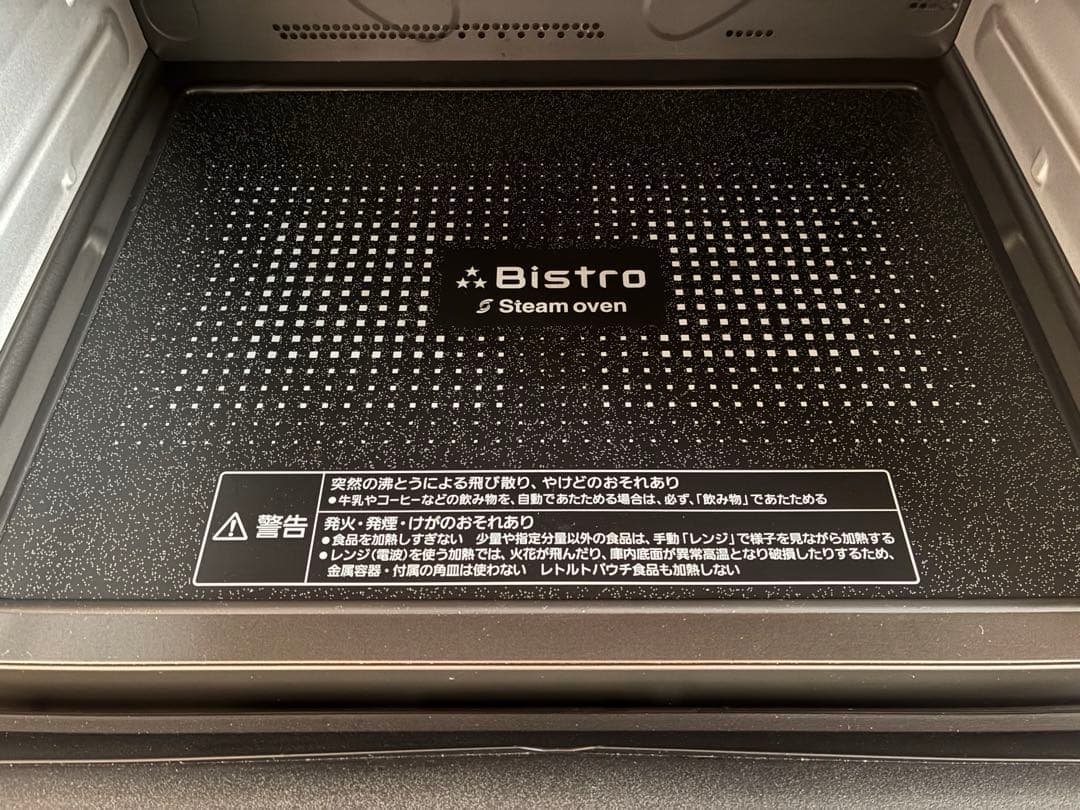 Bistro
Steam oven
警告
突然の沸とうによる飛び散り、やけどのおそれあり
●牛乳やコーヒーなどの飲み物を、自動であたためる場合は、必ず、「飲み物」であたためる
発火・発煙・けがのおそれあり
●食品を加熱しすぎない 少量や指定分量以外の食品は、手動「レンジ」で様子を見ながら加熱する
●レンジ(電波)を使う加熱では、火花が飛んだり、庫内底面が異常高温となり破損したりするため、
金属容器・付属の角皿は使わない レトルトパウチ食品も加熱しない